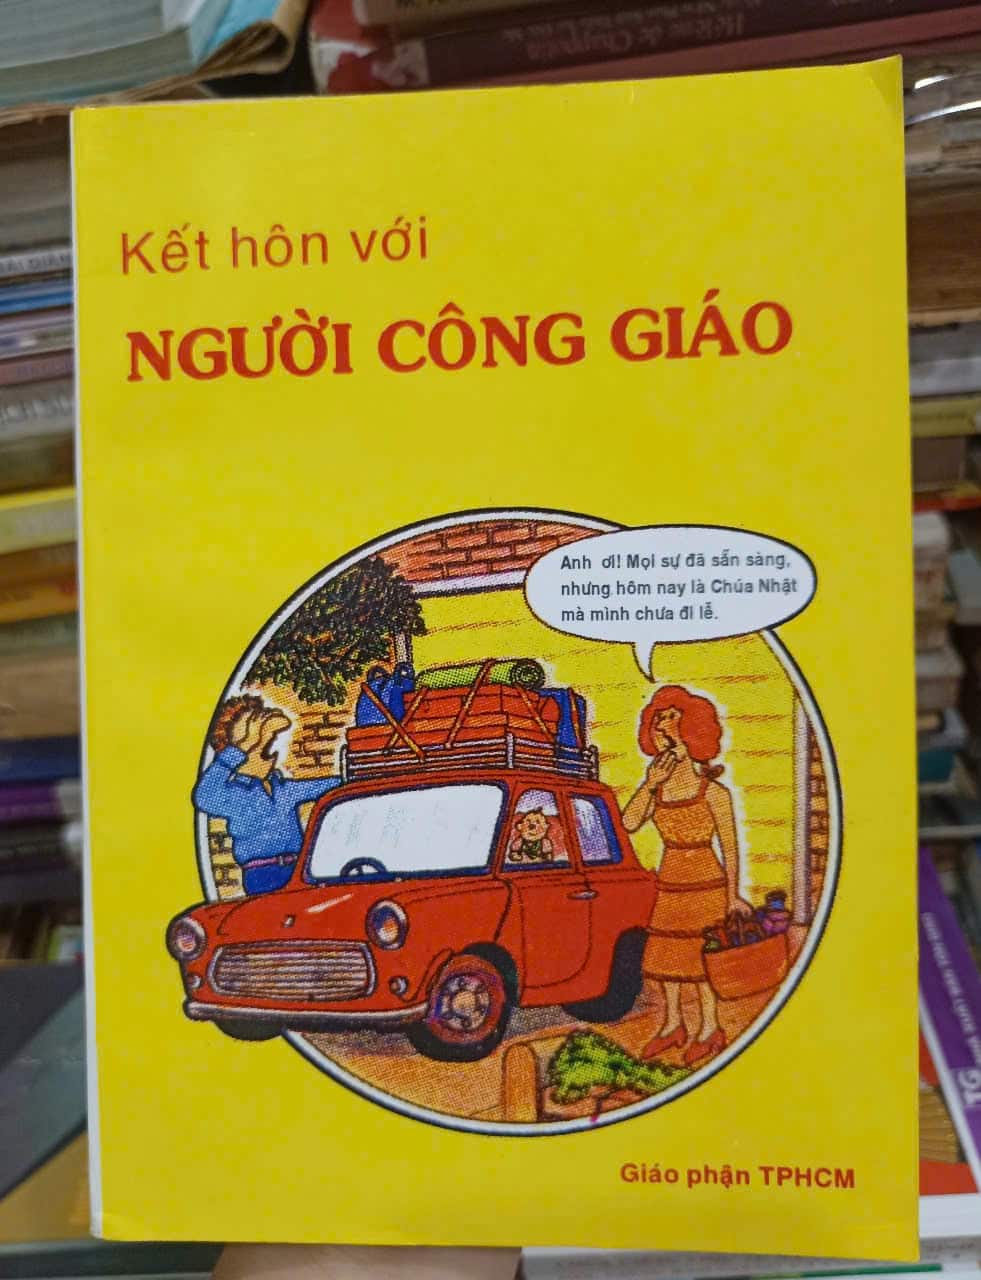 Kết hôn với
NGƯỜI CÔNG GIÁO
Anh ơi! Mọi sự đã sẵn sàng,
nhưng hôm nay là Chúa Nhật
mà mình chưa đi lễ.
Giáo phận TPHCM